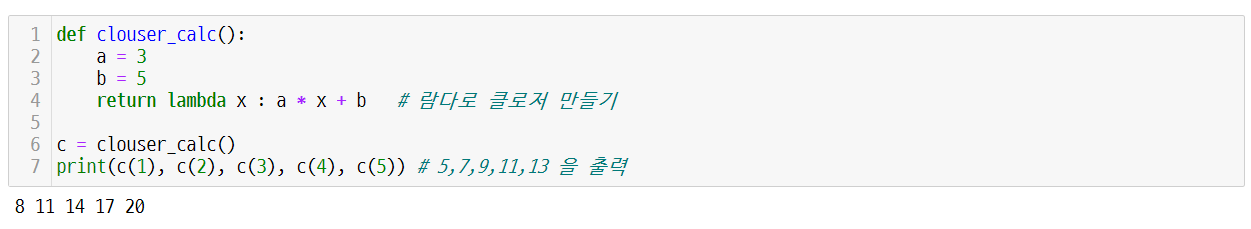 1 def clouser_calc():
2     a = 3
3     b = 5
4     return lambda x : a * x + b   # 람다로 클로저 만들기
5
6 c = clouser_calc()
7 print(c(1), c(2), c(3), c(4), c(5)) # 5,7,9,11,13 을 출력
8 11 14 17 20